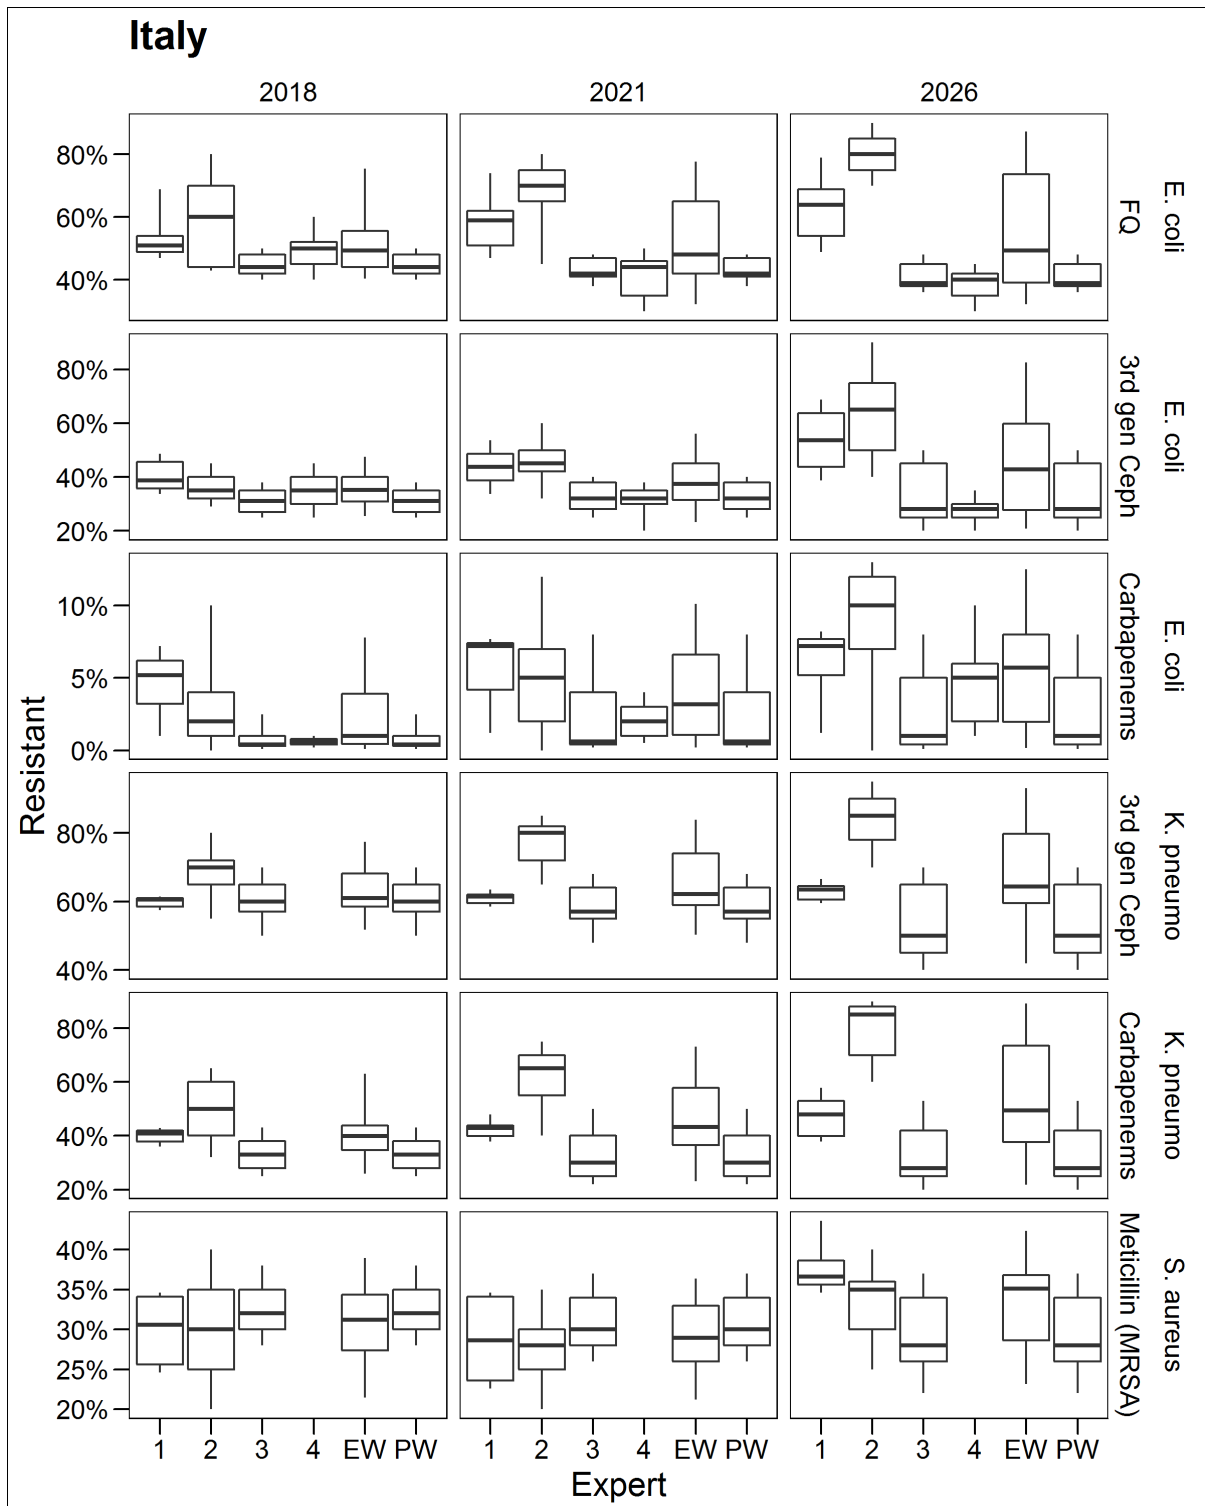 Italy
2018 2021 2026
80%
60%
40%
FQ
E. coli
80%
60%
40%
20%
3rd gen Ceph
E. coli
10%
5%
0%
Carbapenems
E. coli
80%
60%
40%
3rd gen Ceph
K. pneumo
80%
60%
40%
20%
Carbapenems
K. pneumo
40%
35%
30%
25%
20%
Meticillin (MRSA)
S. aureus
Resistant
1 2 3 4 EW PW 1 2 3 4 EW PW 1 2 3 4 EW PW
Expert